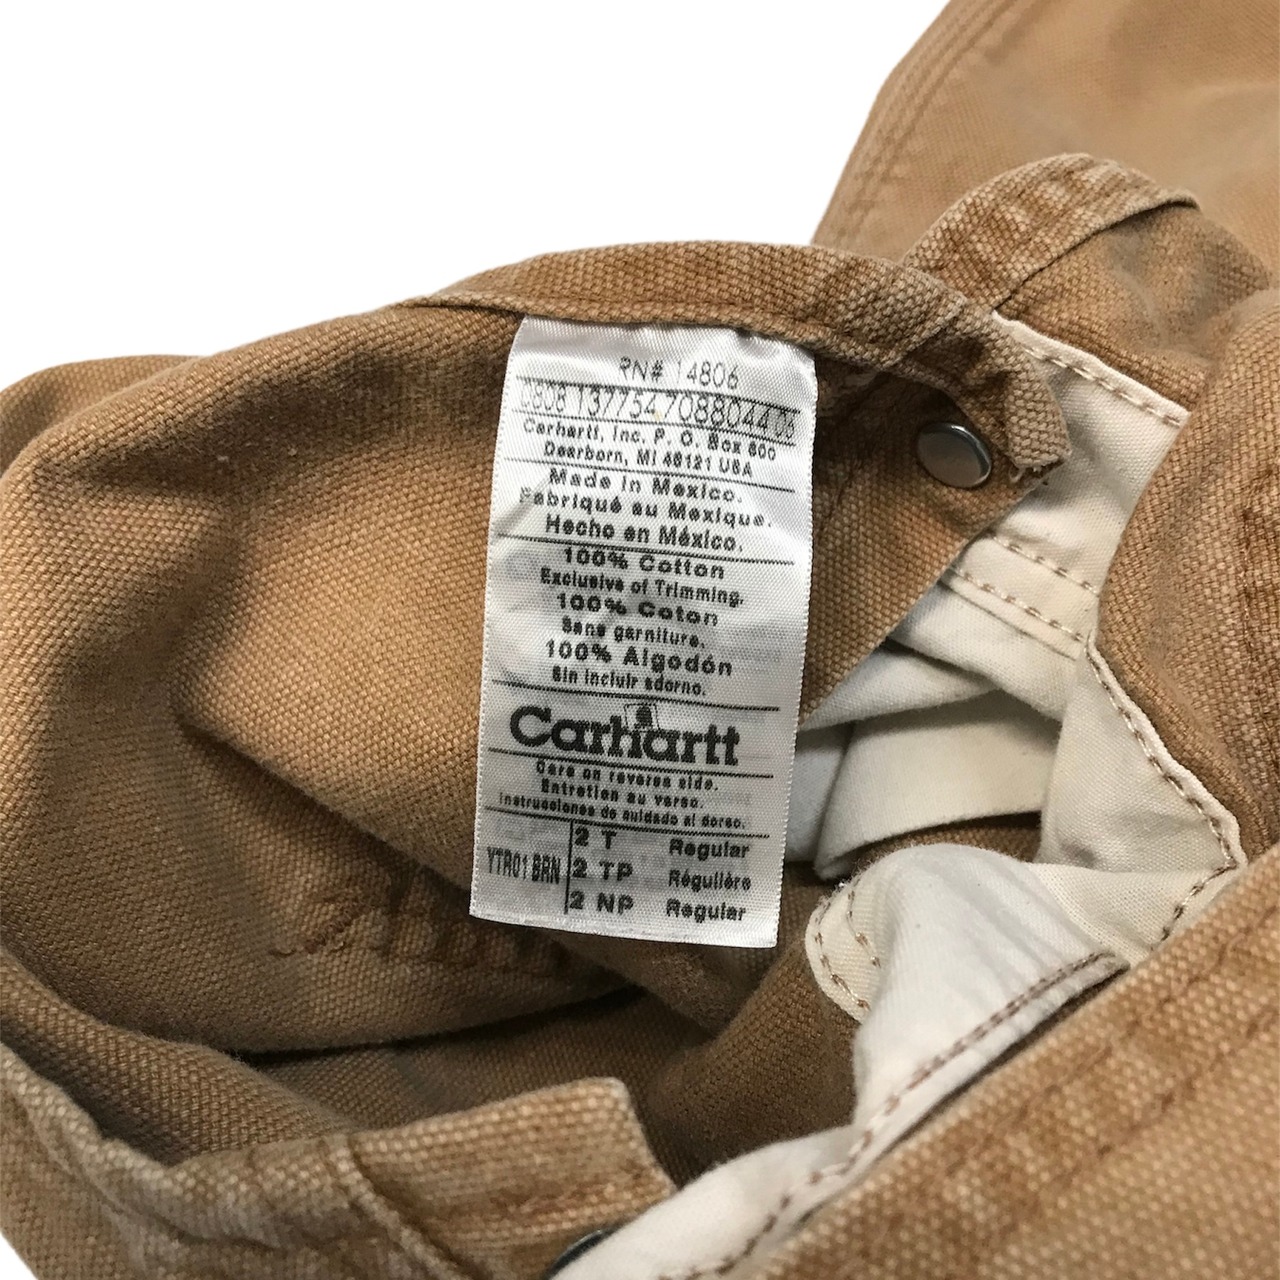 RN# 14806
0808 137754 7088044 06
Carhartt, Inc. P. O. Box 600
Dearborn, MI 48121 USA
Made in Mexico.
Fabriqué au Mexique.
Hecho en México.
100% Cotton
Exclusive of Trimming.
100% Coton
Sans garniture.
100% Algodón
Sin incluir adorno.
Carhartt
Care on reverse side.
Entretien au verso.
Instrucciones de cuidado al dorso.
2 T Regular
YTR01 BRN 2 TP Régulière
2 NP Regular